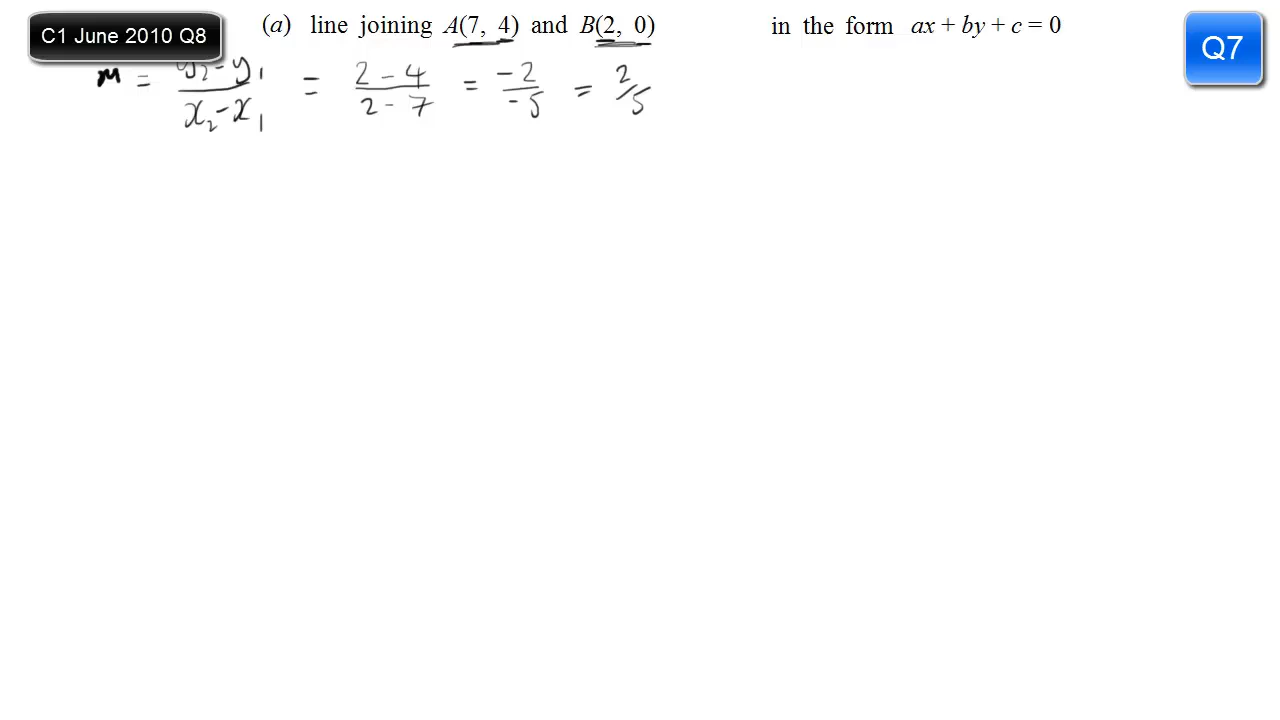 C1 June 2010 Q8
(a) line joining A(7, 4) and B(2, 0) in the form ax + by + c = 0
Q7
m = y₂ - y₁ / x₂ - x₁ = 2 - 4 / 2 - 7 = -2 / -5 = 2/5